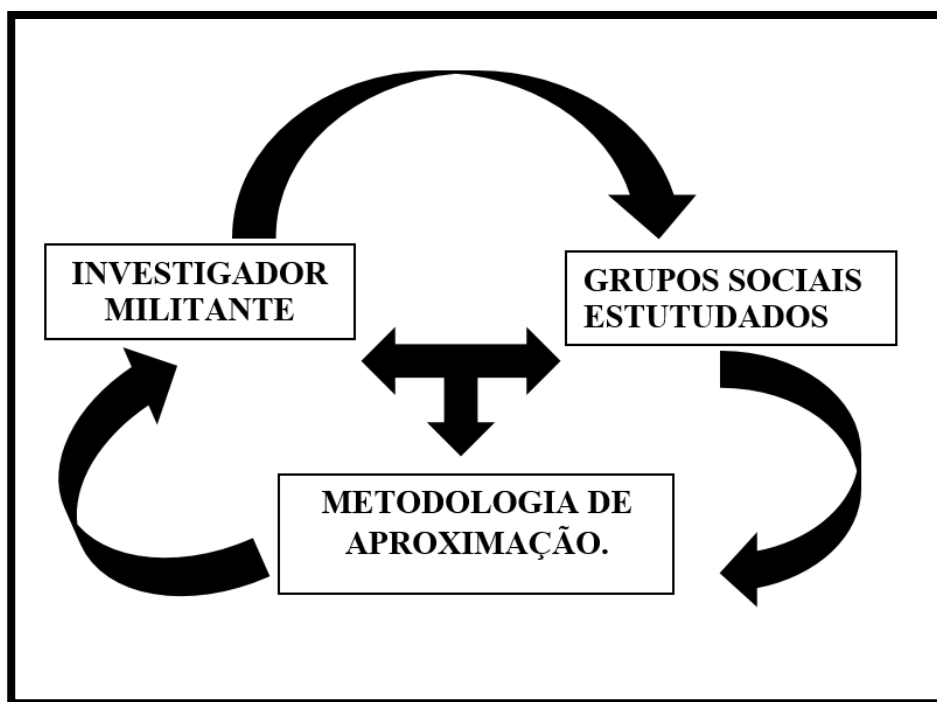 INVESTIGADOR
MILITANTE
GRUPOS SOCIAIS
ESTUTUDADOS
METODOLOGIA DE
APROXIMAÇÃO.